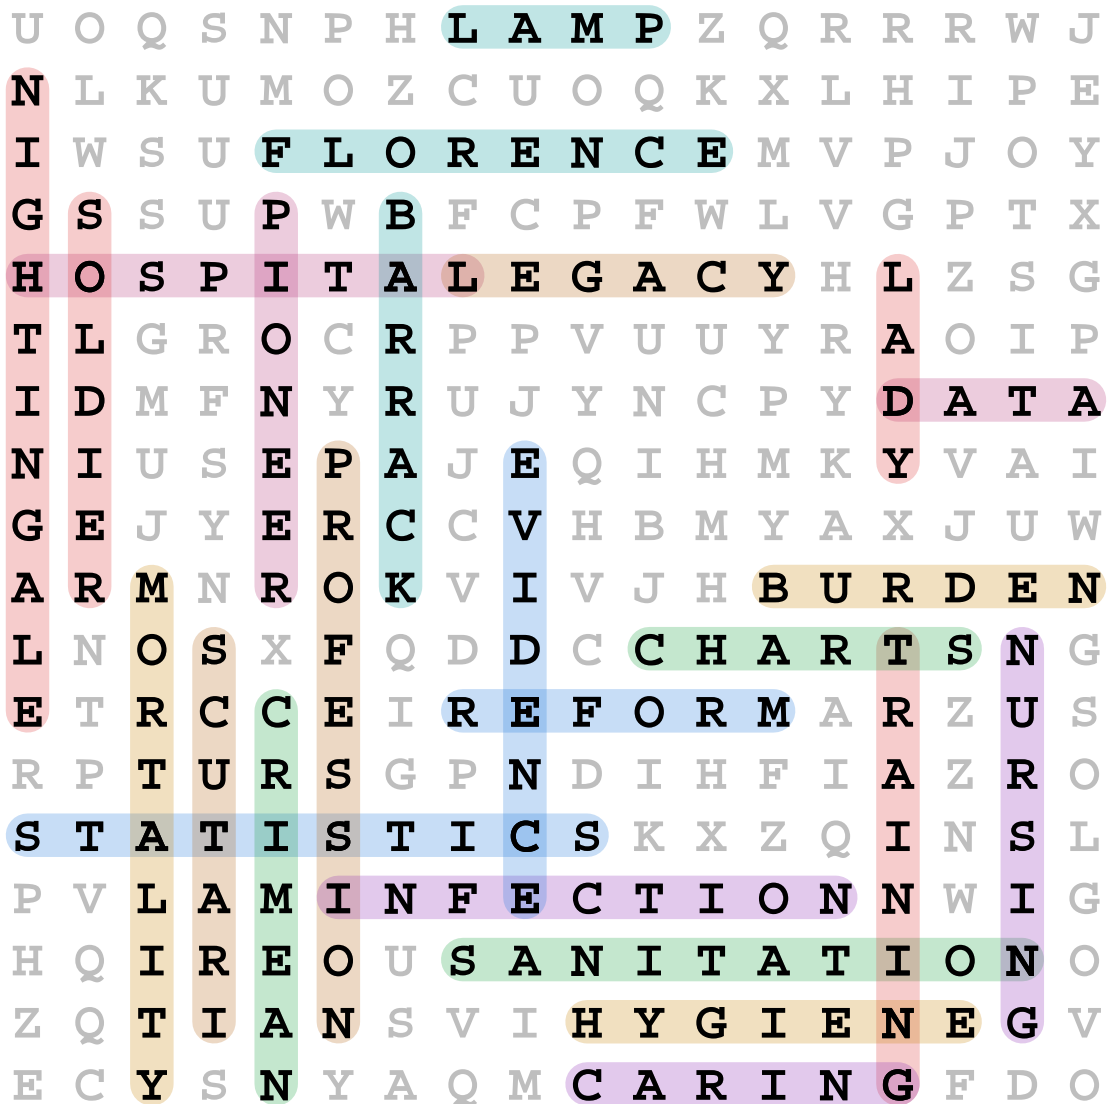 U O Q S N P H L A M P Z Q R R R W J
N L K U M O Z C U O Q K X L H I P E
I W S U F L O R E N C E M V P J O Y
G S S U P W B F C P F W L V G P T X
H O S P I T A L E G A C Y H L Z S G
T L G R O C R P P V U U Y R A O I P
I D M F N Y R U J Y N C P Y D A T A
N I U S E P A J E Q I H M K Y V A I
G E J Y E R C C V H B M Y A X J U W
A R M N R O K V I V J H B U R D E N
L N O S X F Q D D C C H A R T S N G
E T R C C E I R E F O R M A R Z U S
R P T U R S G P N D I H F I A Z R O
S T A T I S T I C S K X Z Q I N S L
P V L A M I N F E C T I O N N W I G
H Q I R E O U S A N I T A T I O N O
Z Q T I A N S V I H Y G I E N E G V
E C Y S N Y A Q M C A R I N G F D O